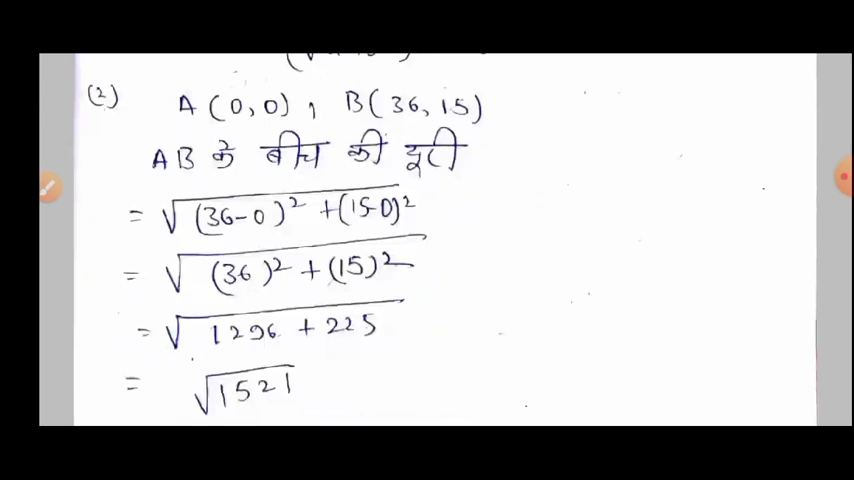 (2) A (0,0) , B(36,15)
AB के बीच की दूरी
= √(36-0)² + (15-0)²
= √(36)² + (15)²
= √1296 + 225
= √1521